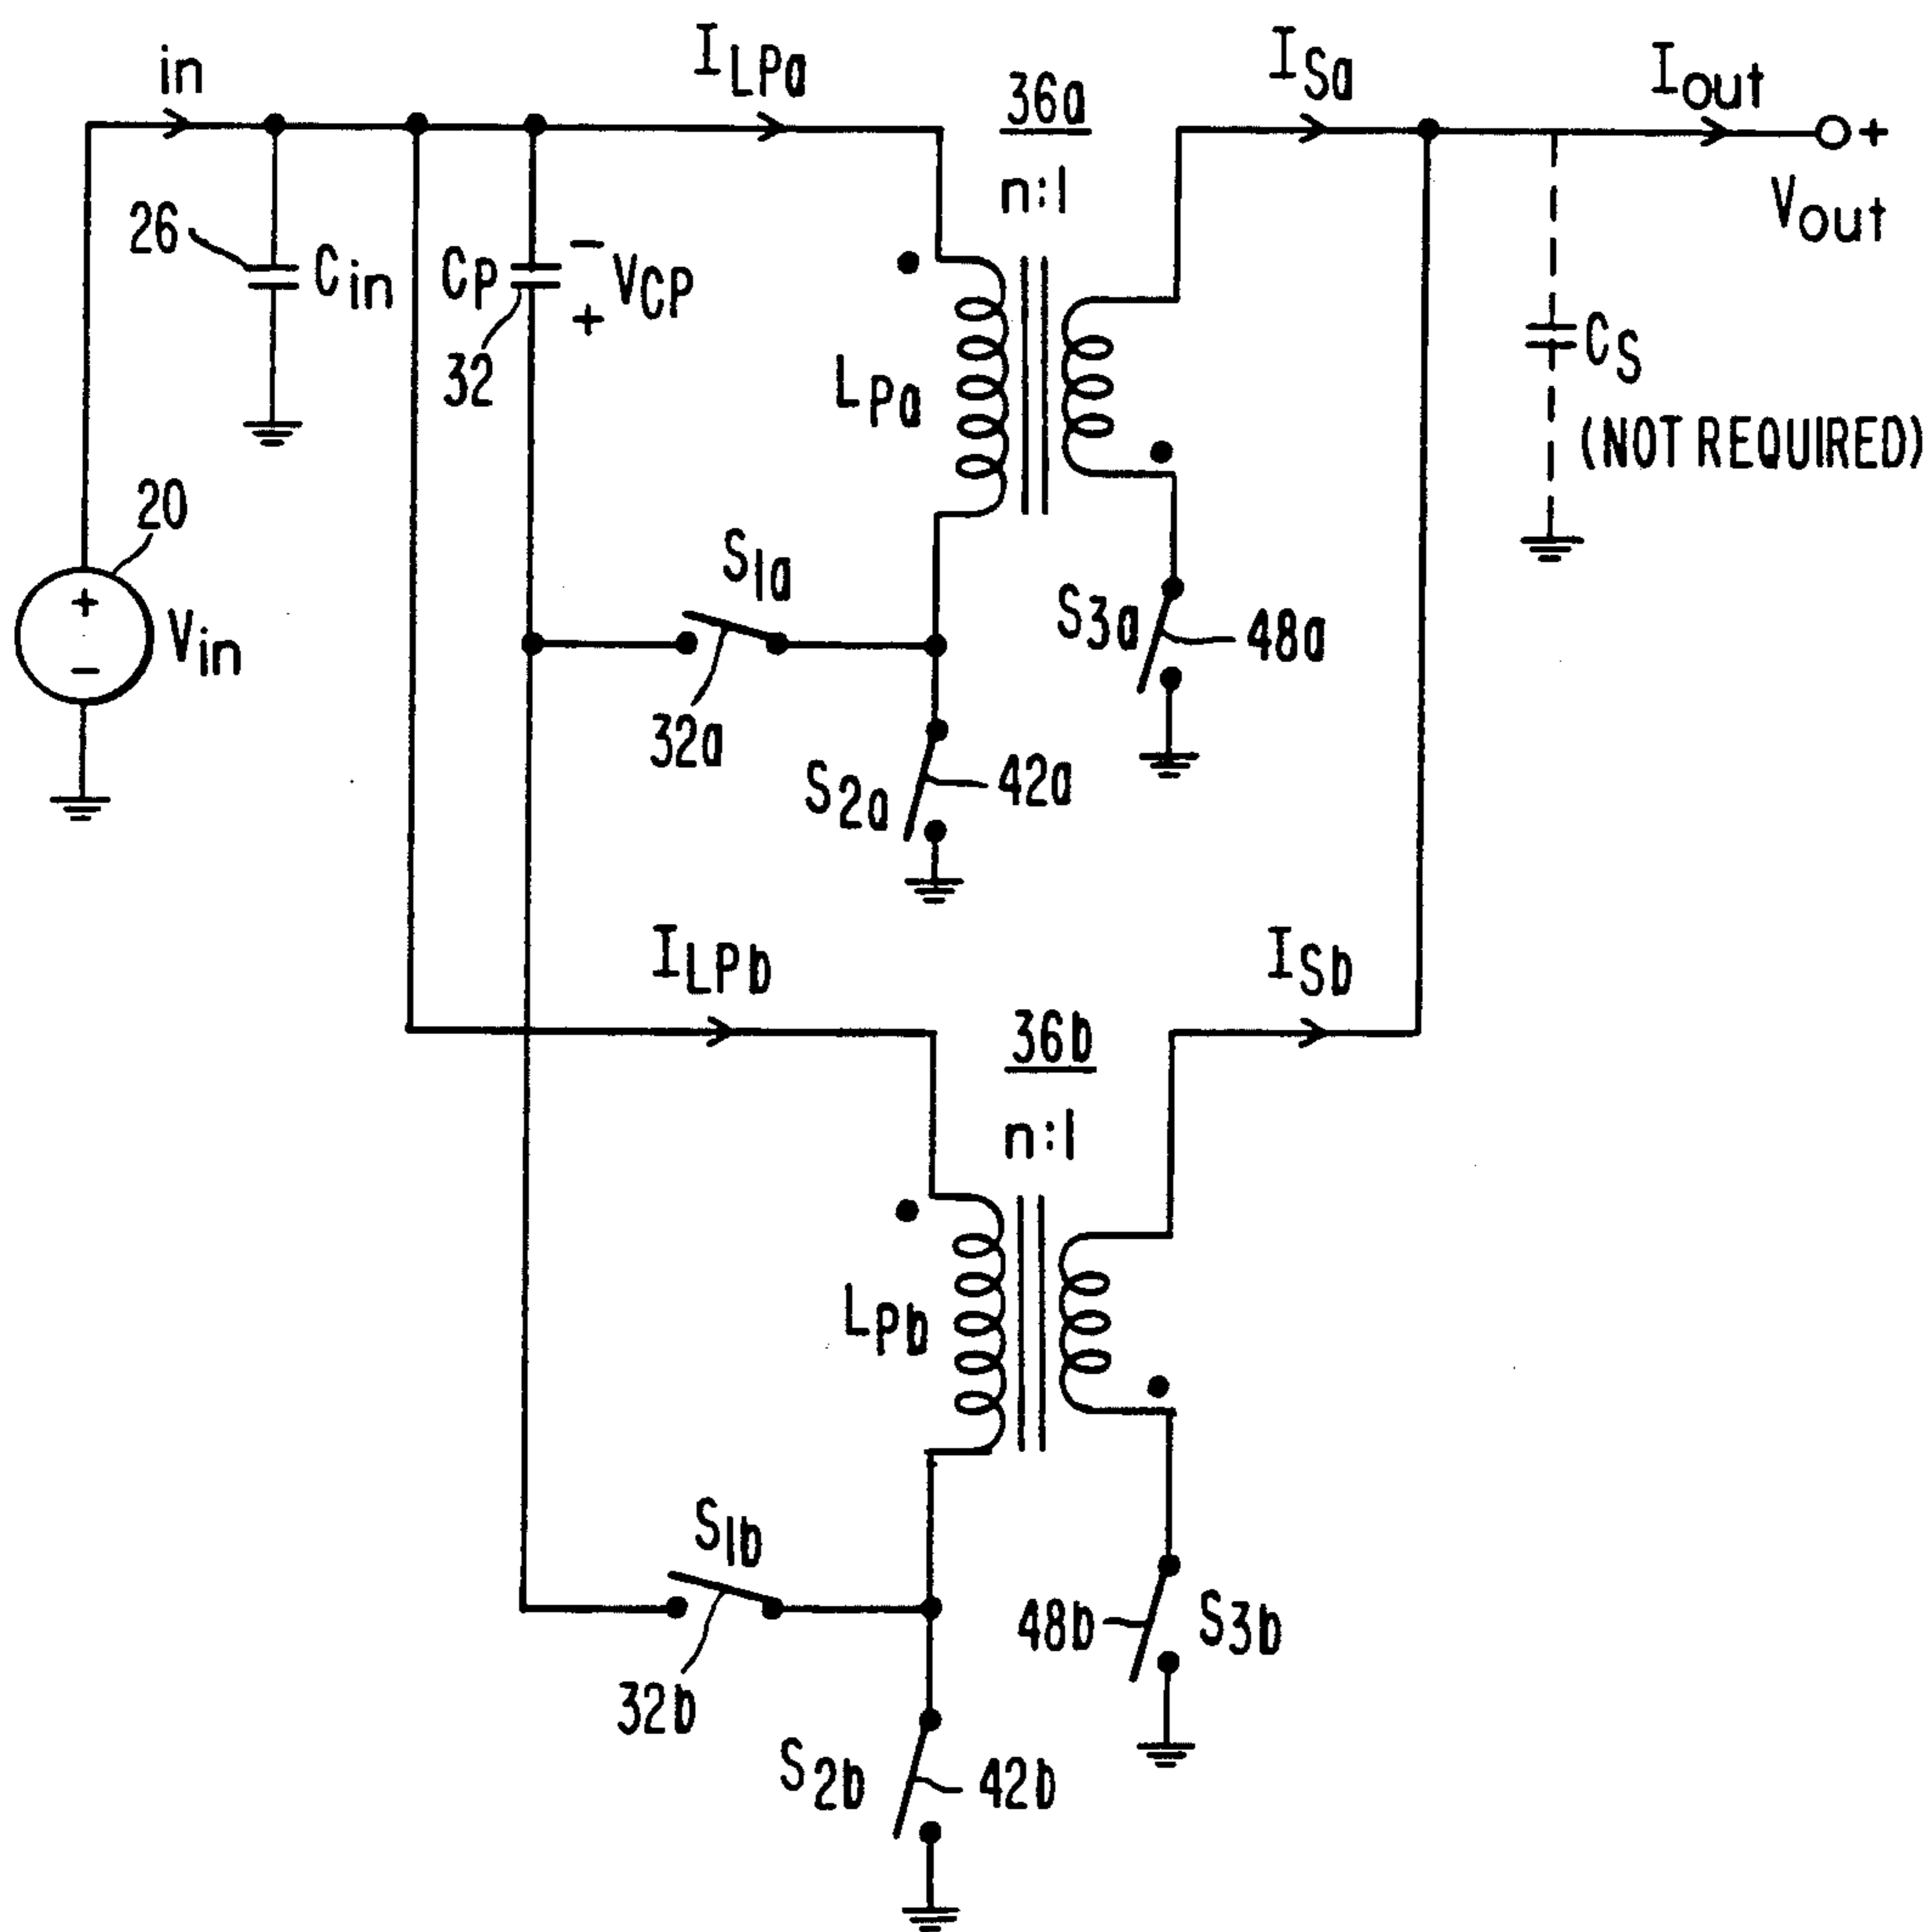 in
I_LPa
36a
n:1
I_Sa
I_out
+
V_out
26
C_in
C_P
−
V_CP
+
32
L_Pa
C_S
(NOT REQUIRED)
20
+
−
V_in
S_1a
32a
S_3a
48a
S_2a
42a
I_LPb
36b
n:1
I_Sb
L_Pb
S_1b
32b
48b
S_3b
S_2b
42b